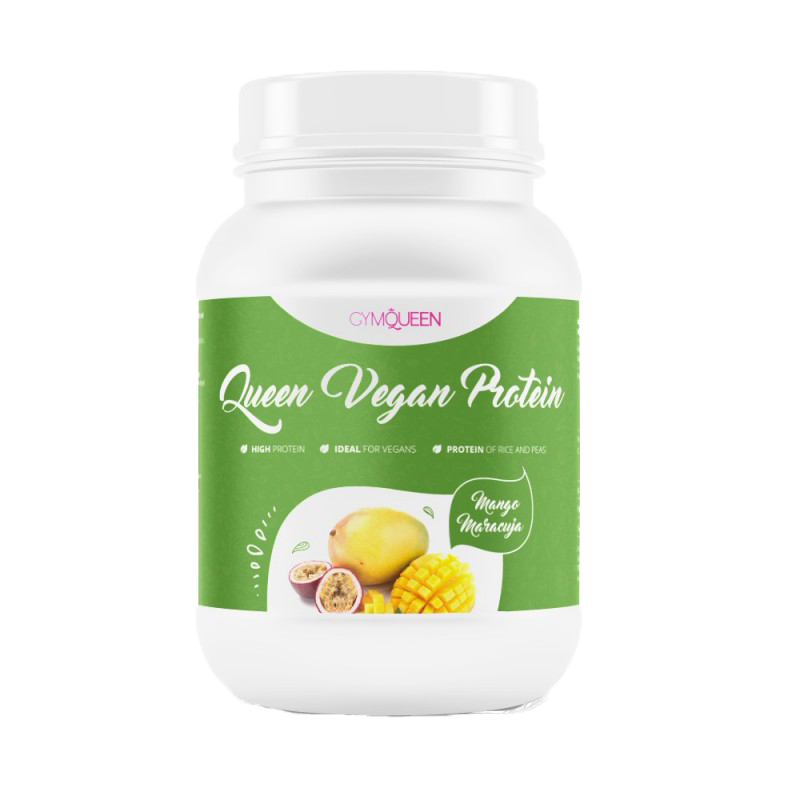 GYMQUEEN
Queen Vegan Protein
HIGH PROTEIN IDEAL FOR VEGANS PROTEIN OF RICE AND PEAS
Mango
Maracuja